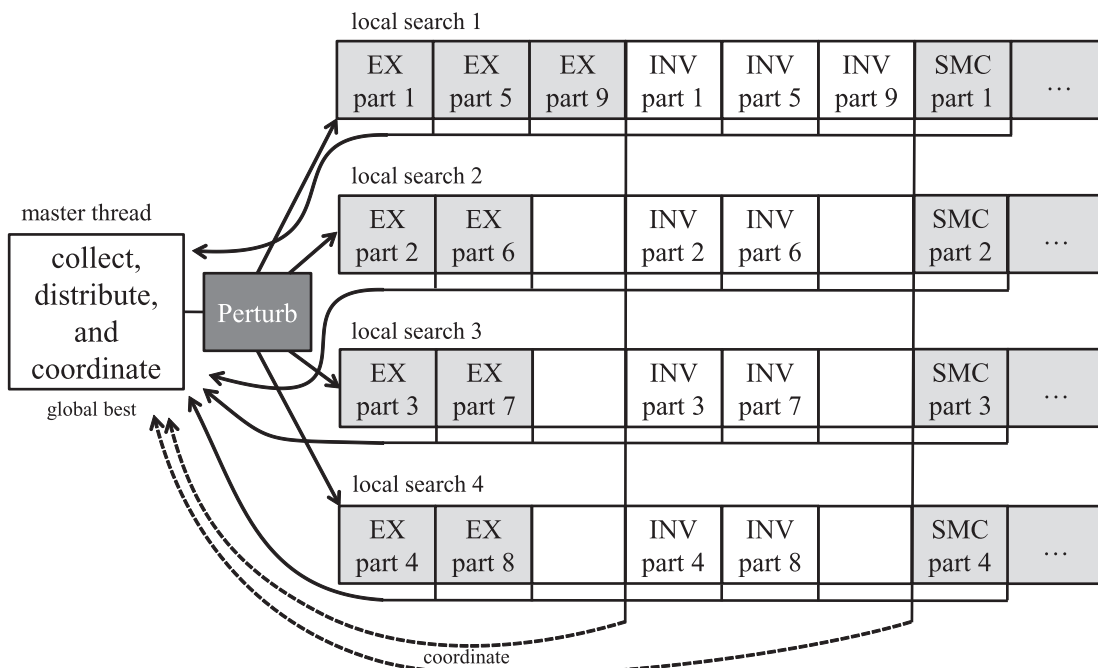 local search 1
EX EX EX INV INV INV SMC
part 1 part 5 part 9 part 1 part 5 part 9 part 1 ...
local search 2
EX EX INV INV SMC
part 2 part 6 part 2 part 6 part 2 ...
master thread
collect,
distribute,
and
coordinate
global best
Perturb
local search 3
EX EX INV INV SMC
part 3 part 7 part 3 part 7 part 3 ...
local search 4
EX EX INV INV SMC
part 4 part 8 part 4 part 8 part 4 ...
coordinate